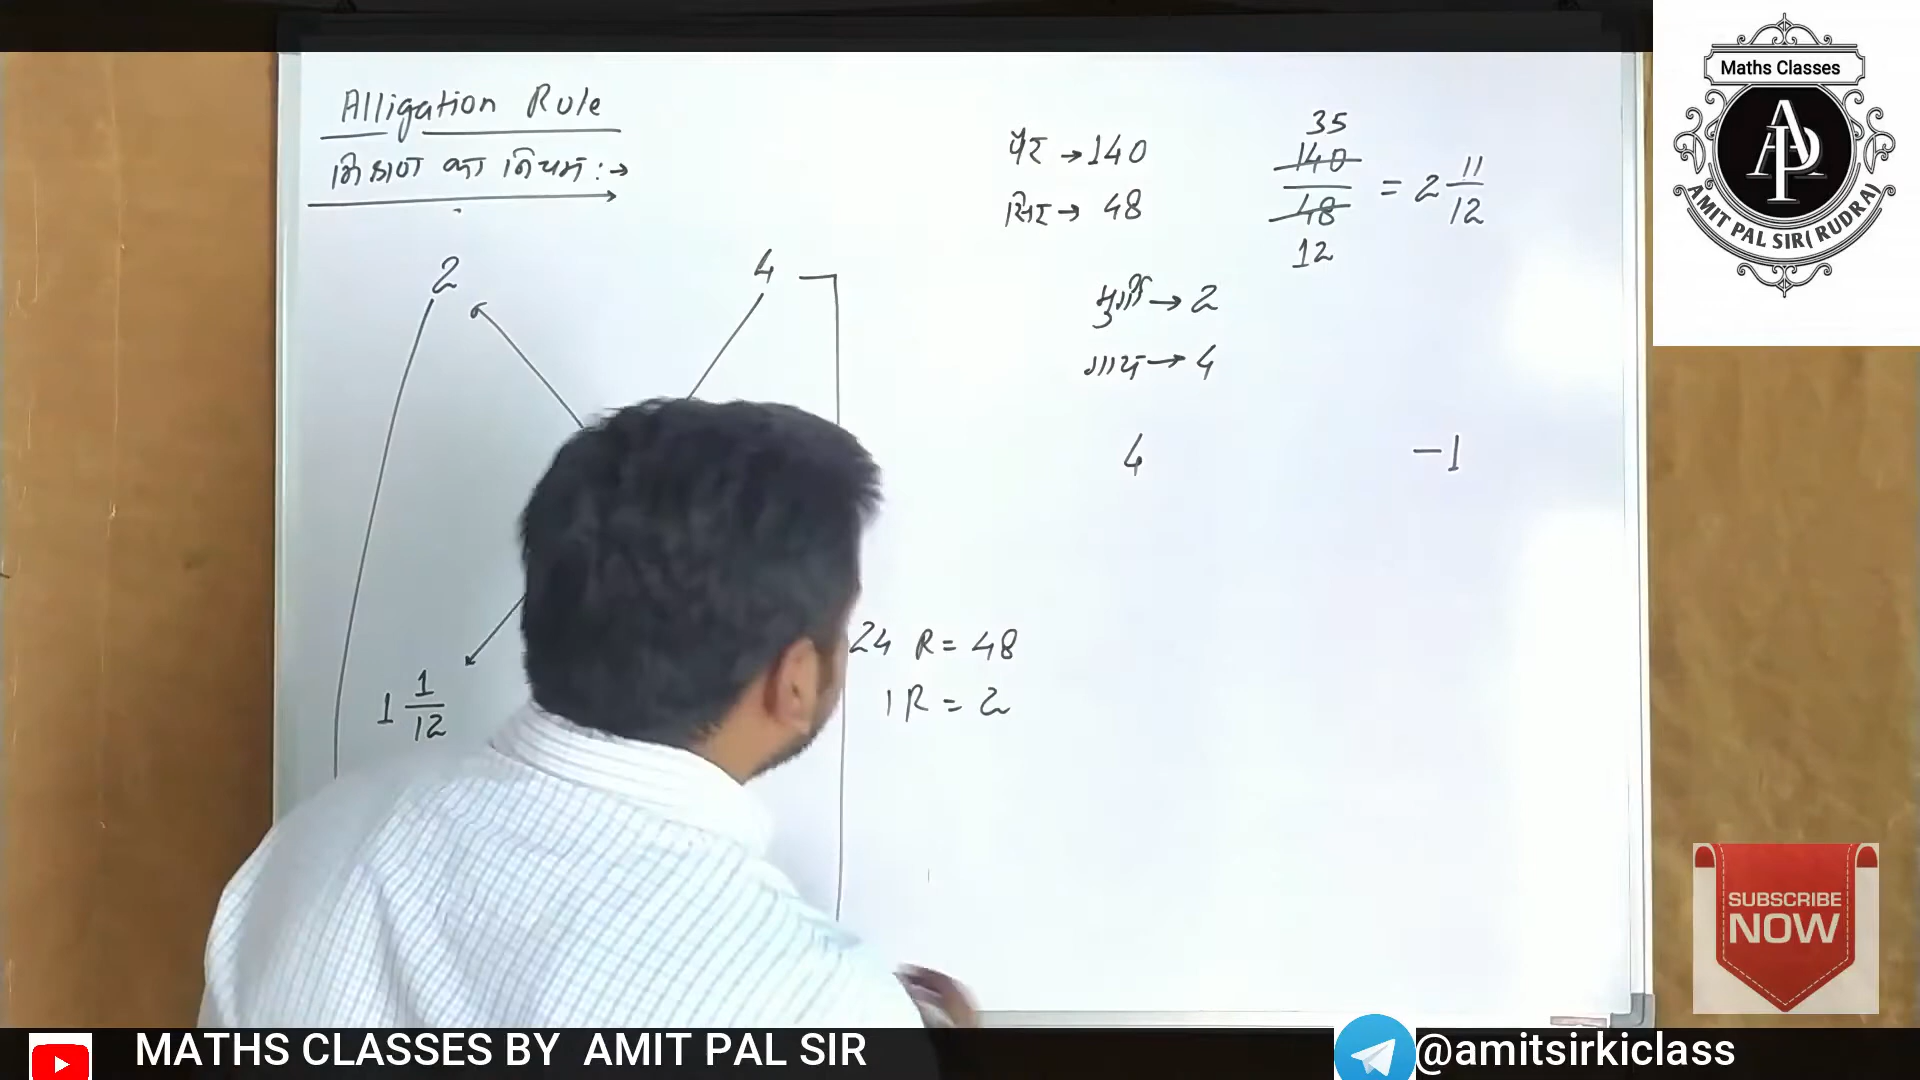 Alligation Rule
मिश्रण का नियम :→
2
4
1 1/12
24 R = 48
1 R = 2
पैर → 140
सिर → 48
35
140
48
12
= 2 11/12
मुर्गी → 2
गाय → 4
4
-1
Maths Classes
AP
AMIT PAL SIR( RUDRA)
SUBSCRIBE
NOW
MATHS CLASSES BY AMIT PAL SIR
@amitsirkiclass